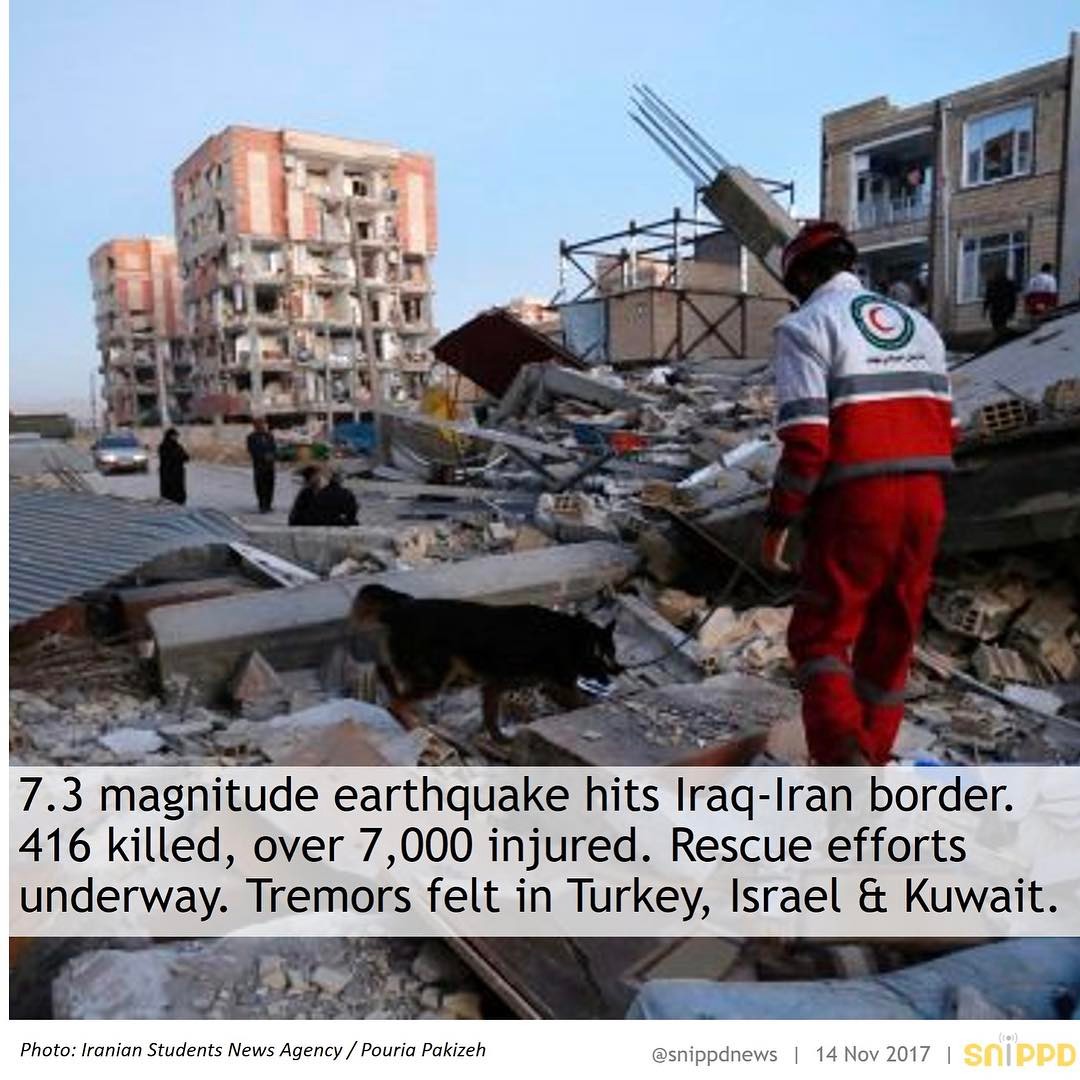 7.3 magnitude earthquake hits Iraq-Iran border.
416 killed, over 7,000 injured. Rescue efforts
underway. Tremors felt in Turkey, Israel & Kuwait.
Photo: Iranian Students News Agency / Pouria Pakizeh
@snippdnews | 14 Nov 2017 | SNIPPD